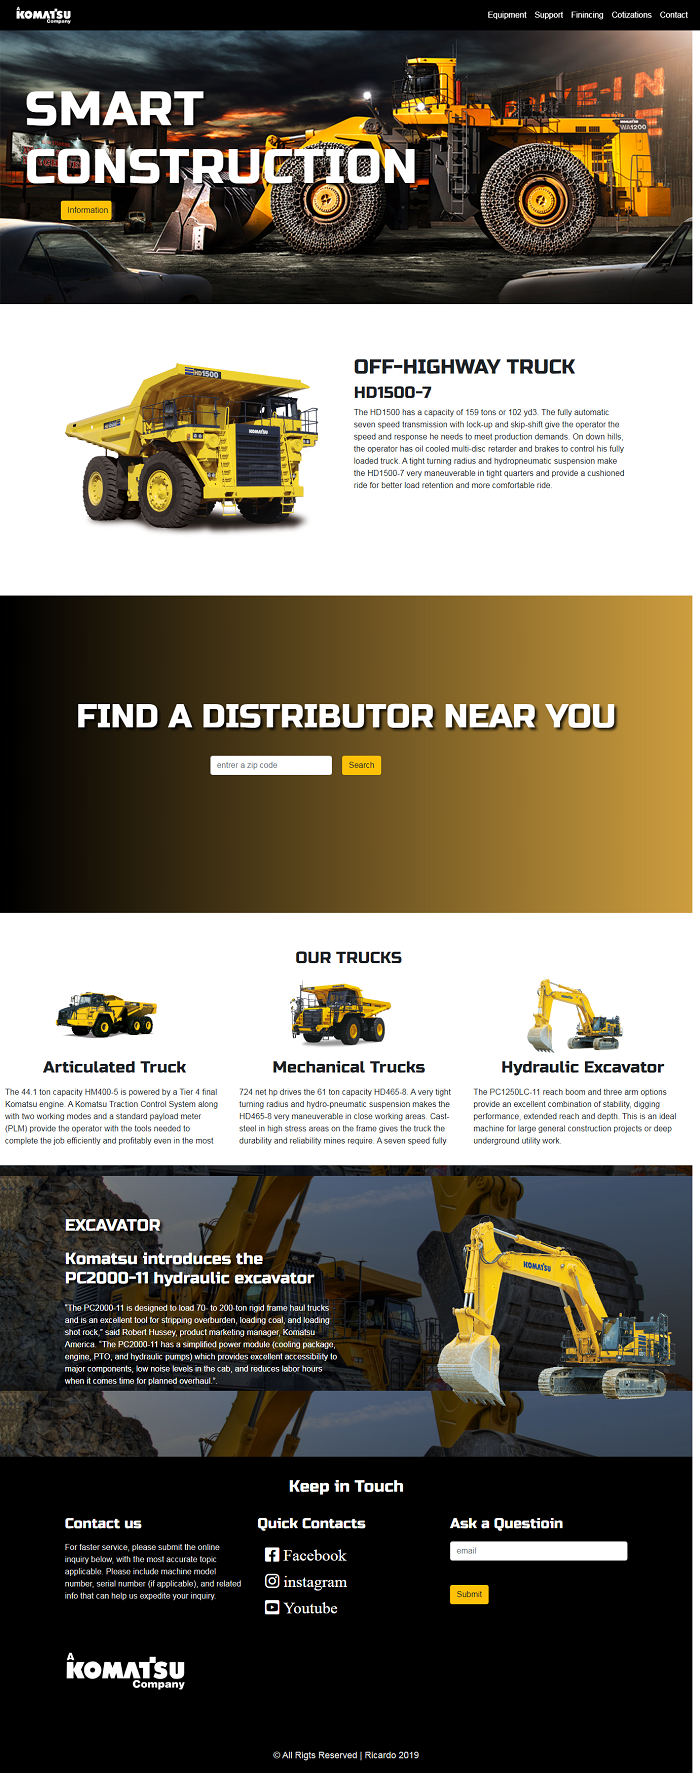 A
KOMATSU
Company
Equipment Support Finincing Cotizations Contact
SMART
CONSTRUCTION
Information
DRIVE-IN
KOMATSU
WA1200
HD1500
KOMATSU
OFF-HIGHWAY TRUCK
HD1500-7
The HD1500 has a capacity of 159 tons or 102 yd3. The fully automatic
seven speed transmission with lock-up and skip-shift give the operator the
speed and response he needs to meet production demands. On down hills,
the operator has oil cooled multi-disc retarder and brakes to control his fully
loaded truck. A tight turning radius and hydropneumatic suspension make
the HD1500-7 very maneuverable in tight quarters and provide a cushioned
ride for better load retention and more comfortable ride.
FIND A DISTRIBUTOR NEAR YOU
entrer a zip code
Search
OUR TRUCKS
Articulated Truck
The 44.1 ton capacity HM400-5 is powered by a Tier 4 final
Komatsu engine. A Komatsu Traction Control System along
with two working modes and a standard payload meter
(PLM) provide the operator with the tools needed to
complete the job efficiently and profitably even in the most
Mechanical Trucks
724 net hp drives the 61 ton capacity HD465-8. A very tight
turning radius and hydro-pneumatic suspension makes the
HD465-8 very maneuverable in close working areas. Cast-
steel in high stress areas on the frame gives the truck the
durability and reliability mines require. A seven speed fully
Hydraulic Excavator
The PC1250LC-11 reach boom and three arm options
provide an excellent combination of stability, digging
performance, extended reach and depth. This is an ideal
machine for large general construction projects or deep
underground utility work.
EXCAVATOR
Komatsu introduces the
PC2000-11 hydraulic excavator
"The PC2000-11 is designed to load 70- to 200-ton rigid frame haul trucks
and is an excellent tool for stripping overburden, loading coal, and loading
shot rock," said Robert Hussey, product marketing manager, Komatsu
America. "The PC2000-11 has a simplified power module (cooling package,
engine, PTO, and hydraulic pumps) which provides excellent accessibility to
major components, low noise levels in the cab, and reduces labor hours
when it comes time for planned overhaul.".
KOMATSU
Keep in Touch
Contact us
For faster service, please submit the online
inquiry below, with the most accurate topic
applicable. Please include machine model
number, serial number (if applicable), and related
info that can help us expedite your inquiry.
Quick Contacts
Facebook
instagram
Youtube
Ask a Questioin
email
Submit
A
KOMATSU
Company
© All Rigts Reserved | Ricardo 2019